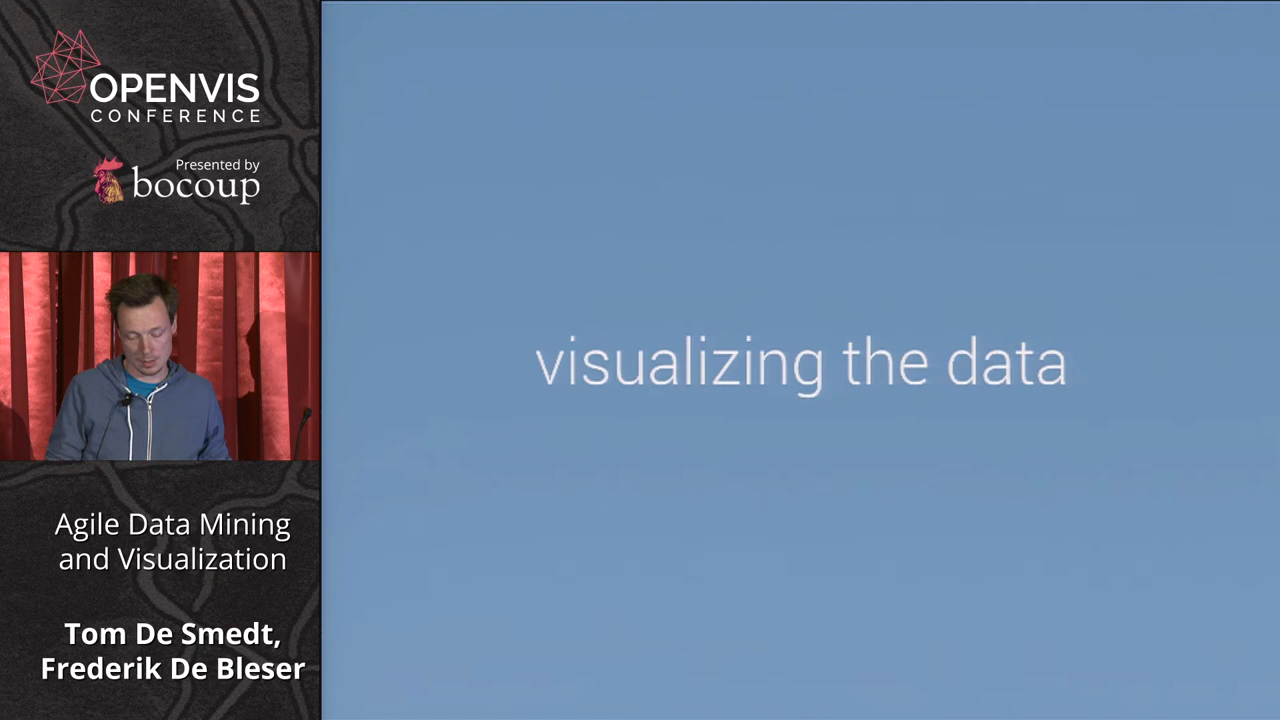 OPENVIS
CONFERENCE
Presented by
bocoup
visualizing the data
Agile Data Mining
and Visualization
Tom De Smedt,
Frederik De Bleser